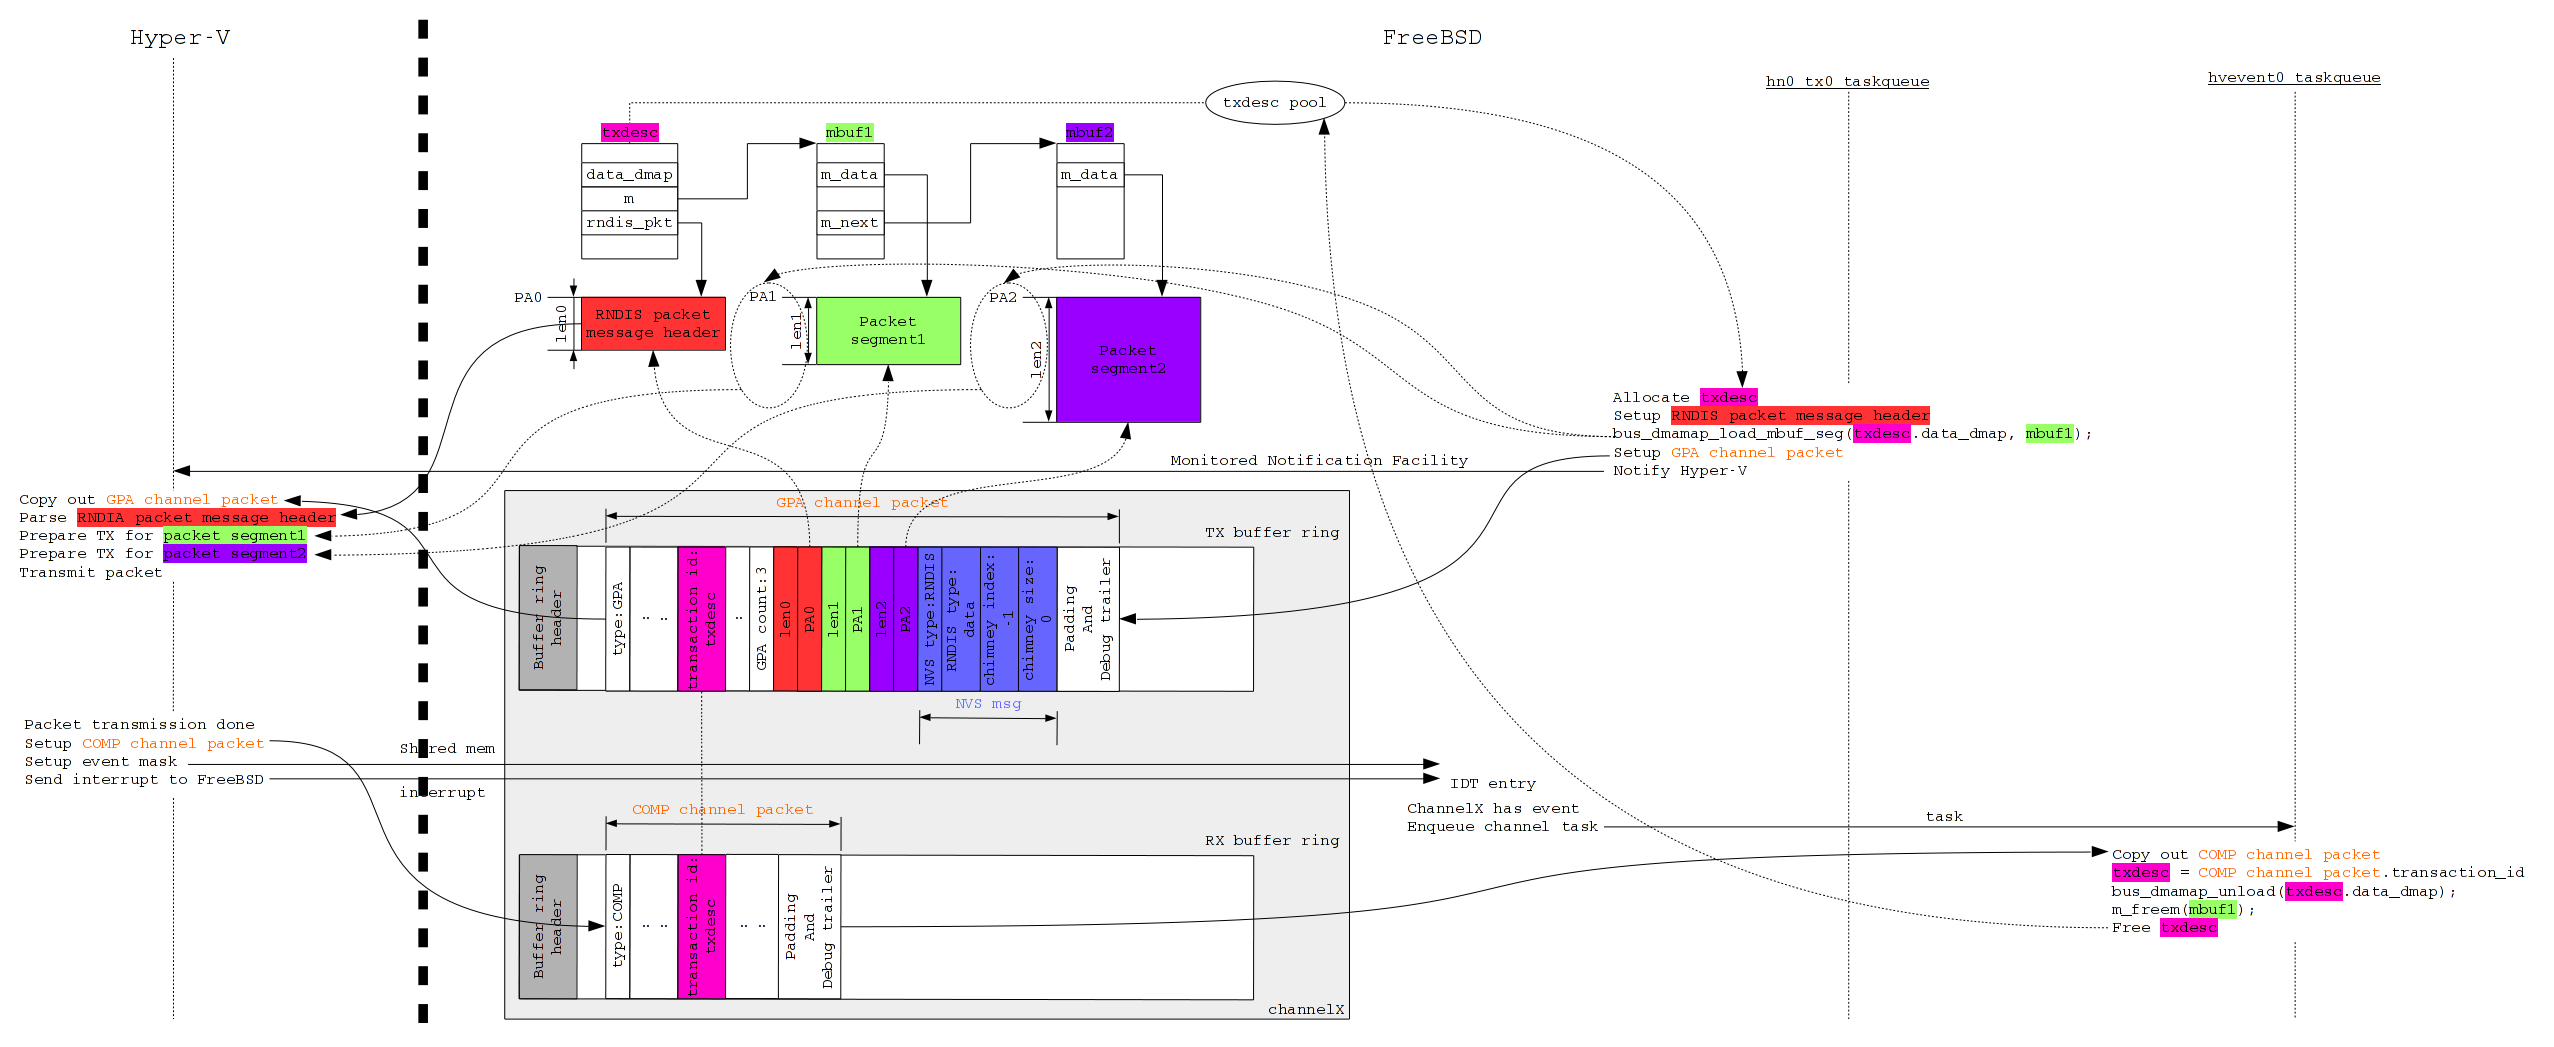 Hyper-V
FreeBSD
hn0 tx0 taskqueue
hvevent0 taskqueue
txdesc pool
txdesc
data_dmap
m
rndis_pkt
mbuf1
m_data
m_next
mbuf2
m_data
PA0
len0
RNDIS packet
message header
PA1
len1
Packet
segment1
PA2
len2
Packet
segment2
Allocate txdesc
Setup RNDIS packet message header
bus_dmamap_load_mbuf_seg(txdesc.data_dmap, mbuf1);
Setup GPA channel packet
Notify Hyper-V
Monitored Notification Facility
Copy out GPA channel packet
Parse RNDIA packet message header
Prepare TX for packet segment1
Prepare TX for packet segment2
Transmit packet
GPA channel packet
TX buffer ring
Buffer ring
header
type:GPA
.. ..
transaction id:
txdesc
..
GPA count:3
len0
PA0
len1
PA1
len2
PA2
NVS type:RNDIS
RNDIS type:
data
chimney index:
-1
chimney size:
0
Padding
And
Debug trailer
NVS msg
Packet transmission done
Setup COMP channel packet
Setup event mask
Send interrupt to FreeBSD
Shared mem
interrupt
IDT entry
ChannelX has event
Enqueue channel task
task
COMP channel packet
RX buffer ring
Buffer ring
header
type:COMP
.. ..
transaction id:
txdesc
.. ..
Padding
And
Debug trailer
channelX
Copy out COMP channel packet
txdesc = COMP channel packet.transaction_id
bus_dmamap_unload(txdesc.data_dmap);
m_freem(mbuf1);
Free txdesc